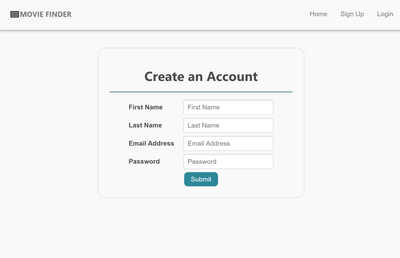 MOVIE FINDER Home Sign Up Login
Create an Account
First Name First Name
Last Name Last Name
Email Address Email Address
Password Password
Submit